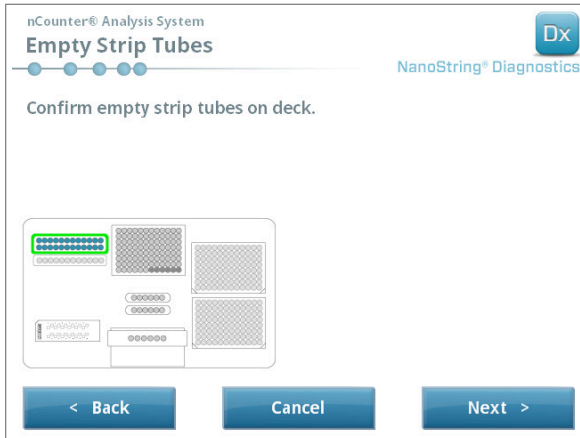 nCounter® Analysis System
Empty Strip Tubes
Dx
NanoString® Diagnostics
Confirm empty strip tubes on deck.
< Back
Cancel
Next >